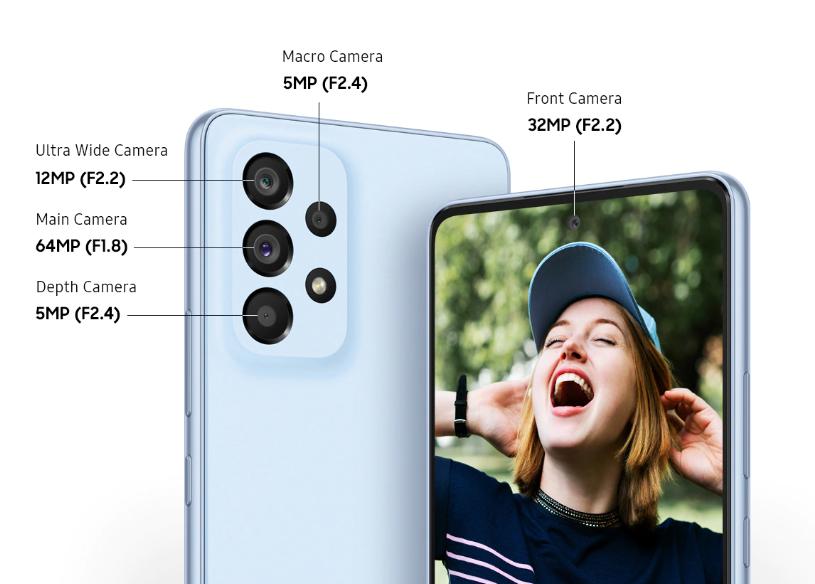 Macro Camera
5MP (F2.4)
Front Camera
32MP (F2.2)
Ultra Wide Camera
12MP (F2.2)
Main Camera
64MP (F1.8)
Depth Camera
5MP (F2.4)